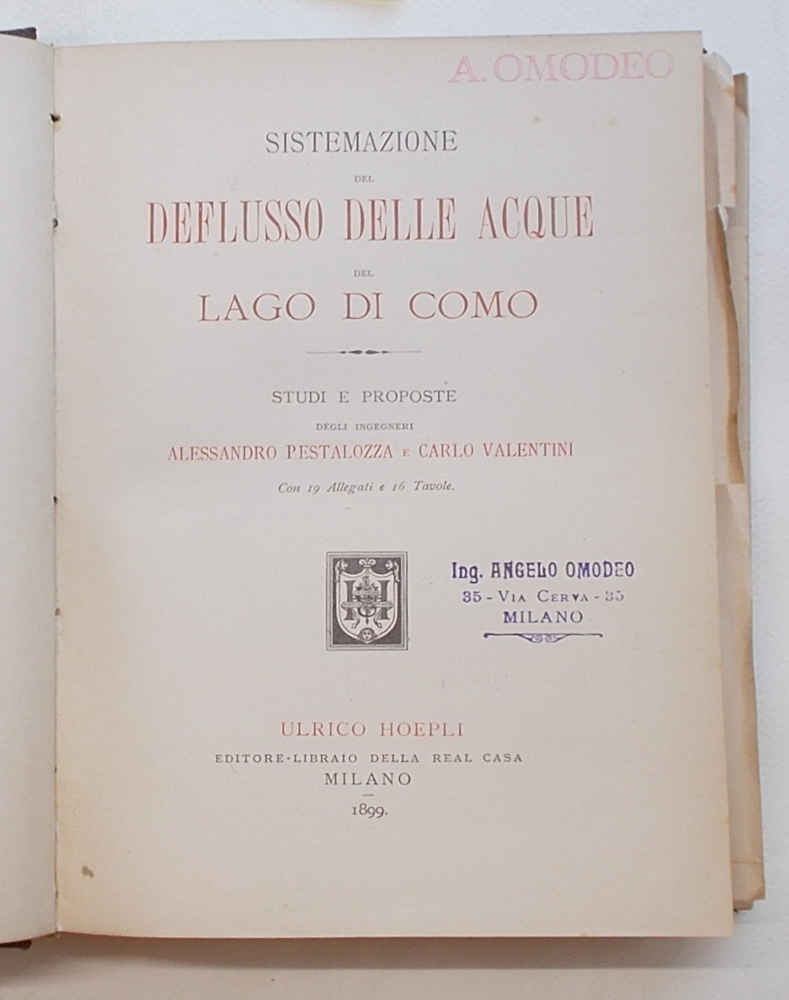 A. OMODEO
SISTEMAZIONE
DEL
DEFLUSSO DELLE ACQUE
DEL
LAGO DI COMO
STUDI E PROPOSTE
DEGLI INGEGNERI
ALESSANDRO PESTALOZZA E CARLO VALENTINI
Con 19 Allegati e 16 Tavole.
Ing. ANGELO OMODEO
35 - VIA CERVA - 35
MILANO
ULRICO HOEPLI
EDITORE-LIBRAIO DELLA REAL CASA
MILANO
1899.